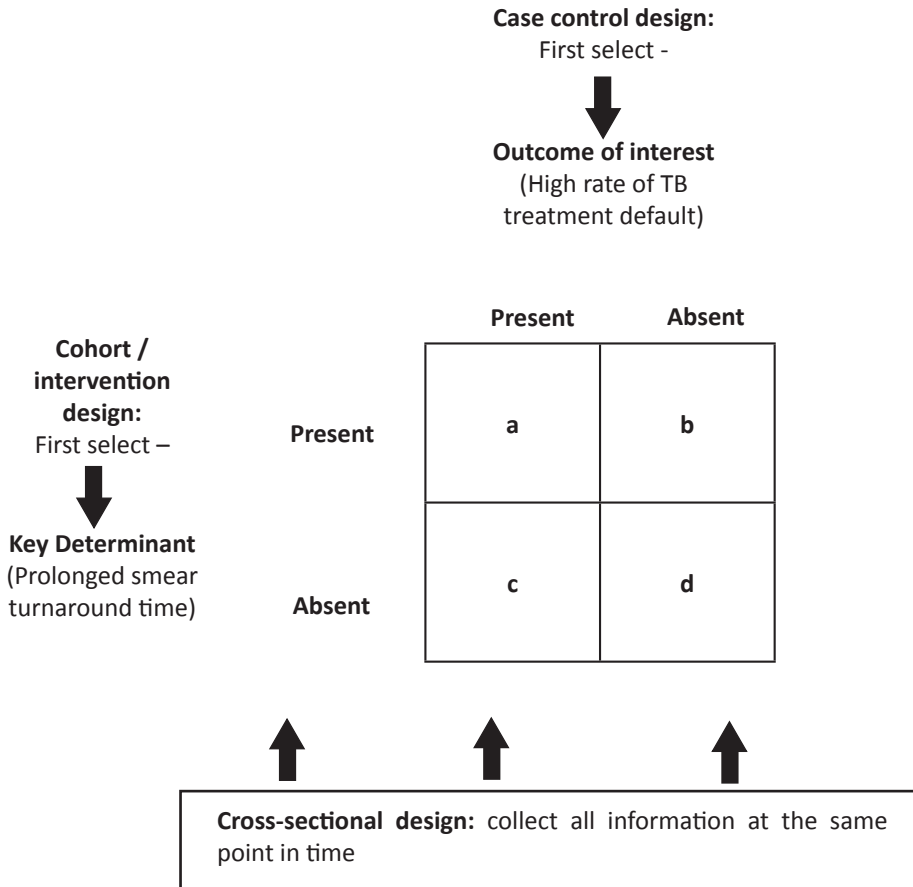 Case control design:
First select -
Outcome of interest
(High rate of TB
treatment default)
Present Absent
Cohort /
intervention
design:
First select –
Key Determinant
(Prolonged smear
turnaround time)
Present a b
Absent c d
Cross-sectional design: collect all information at the same
point in time